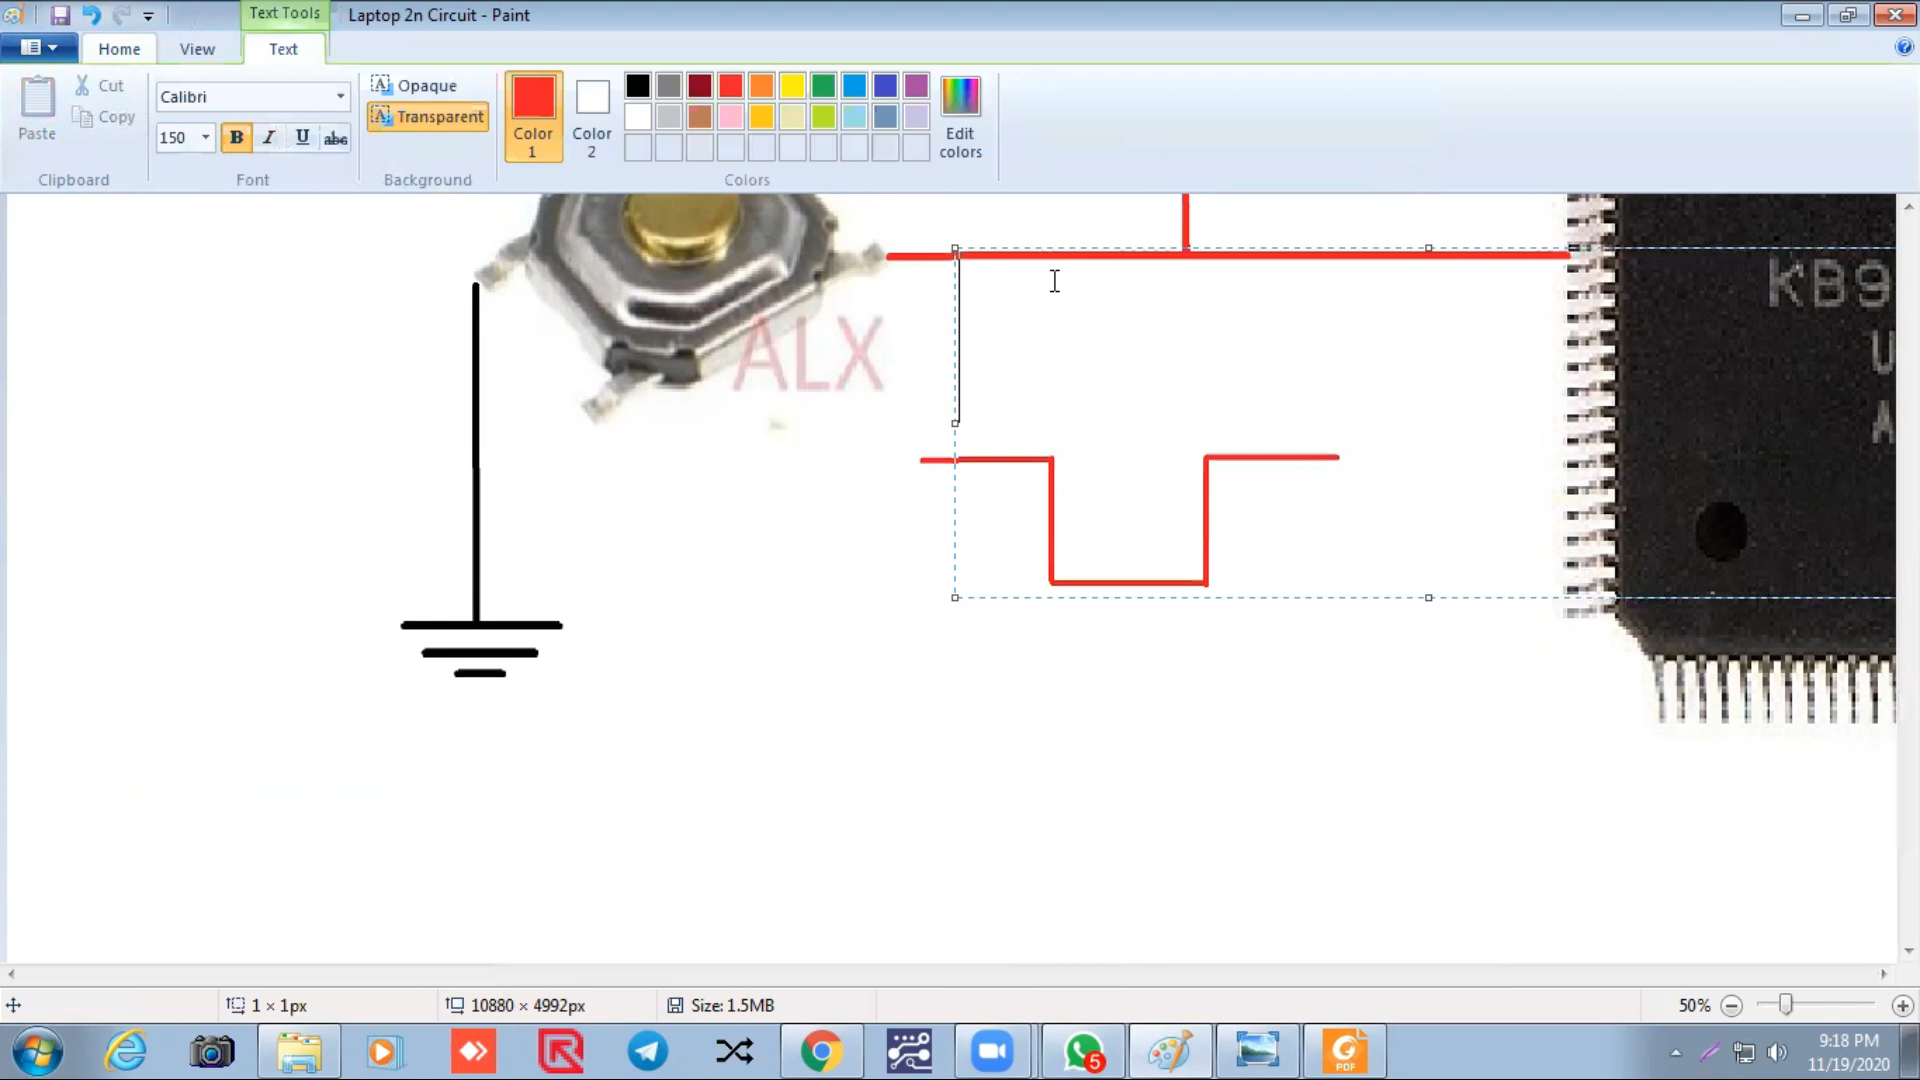 Text Tools
Laptop 2n Circuit - Paint
Home
View
Text
Paste
Cut
Copy
Clipboard
Calibri
150
B
I
U
abc
Font
Opaque
Transparent
Background
Color
1
Color
2
Edit
colors
Colors
ALX
KB9
U
A
1 × 1px
10880 × 4992px
Size: 1.5MB
50%
5
PDF
9:18 PM
11/19/2020